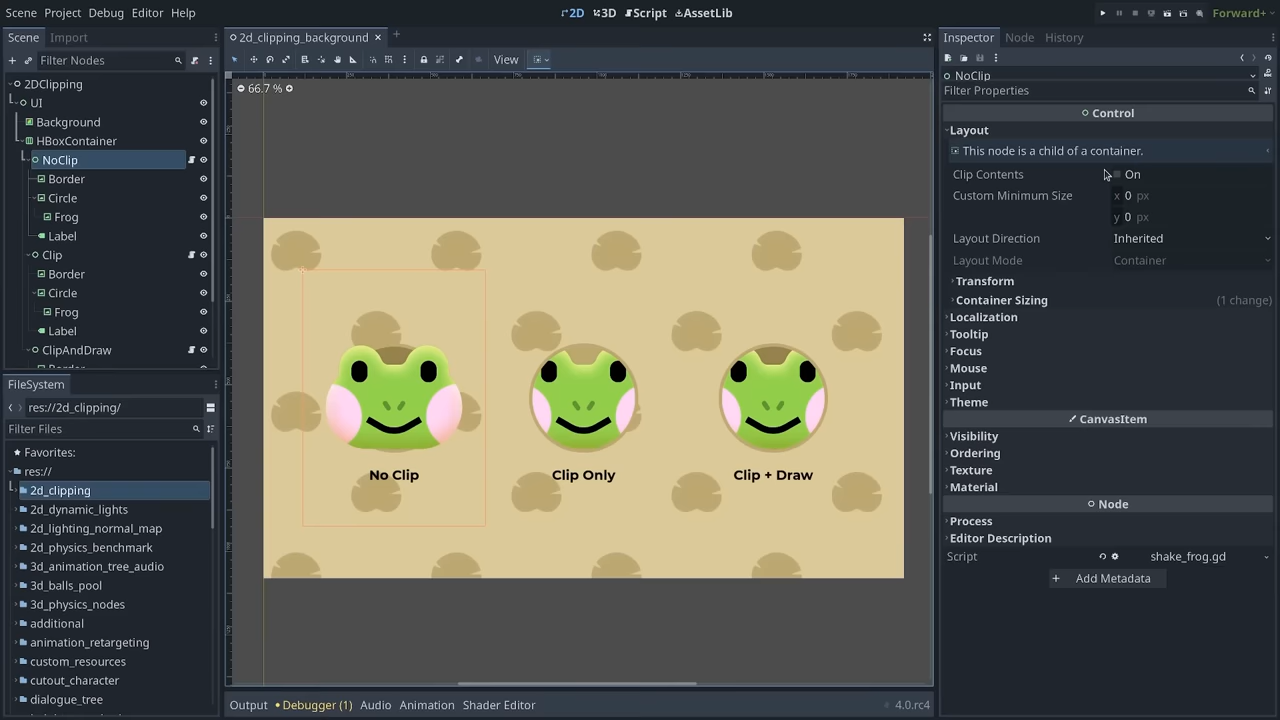 Scene Project Debug Editor Help
2D 3D Script AssetLib
Forward+
Scene Import
Filter Nodes
2DClipping
UI
Background
HBoxContainer
NoClip
Border
Circle
Frog
Label
Clip
Border
Circle
Frog
Label
ClipAndDraw
FileSystem
res://2d_clipping/
Filter Files
Favorites:
res://
2d_clipping
2d_dynamic_lights
2d_lighting_normal_map
2d_physics_benchmark
3d_animation_tree_audio
3d_balls_pool
3d_physics_nodes
additional
animation_retargeting
custom_resources
cutout_character
dialogue_tree
2d_clipping_background
View
66.7 %
No Clip
Clip Only
Clip + Draw
Output Debugger (1) Audio Animation Shader Editor
4.0.rc4
Inspector Node History
NoClip
Filter Properties
Control
Layout
This node is a child of a container.
Clip Contents On
Custom Minimum Size x 0 px
y 0 px
Layout Direction Inherited
Layout Mode Container
Transform
Container Sizing (1 change)
Localization
Tooltip
Focus
Mouse
Input
Theme
CanvasItem
Visibility
Ordering
Texture
Material
Node
Process
Editor Description
Script shake_frog.gd
Add Metadata